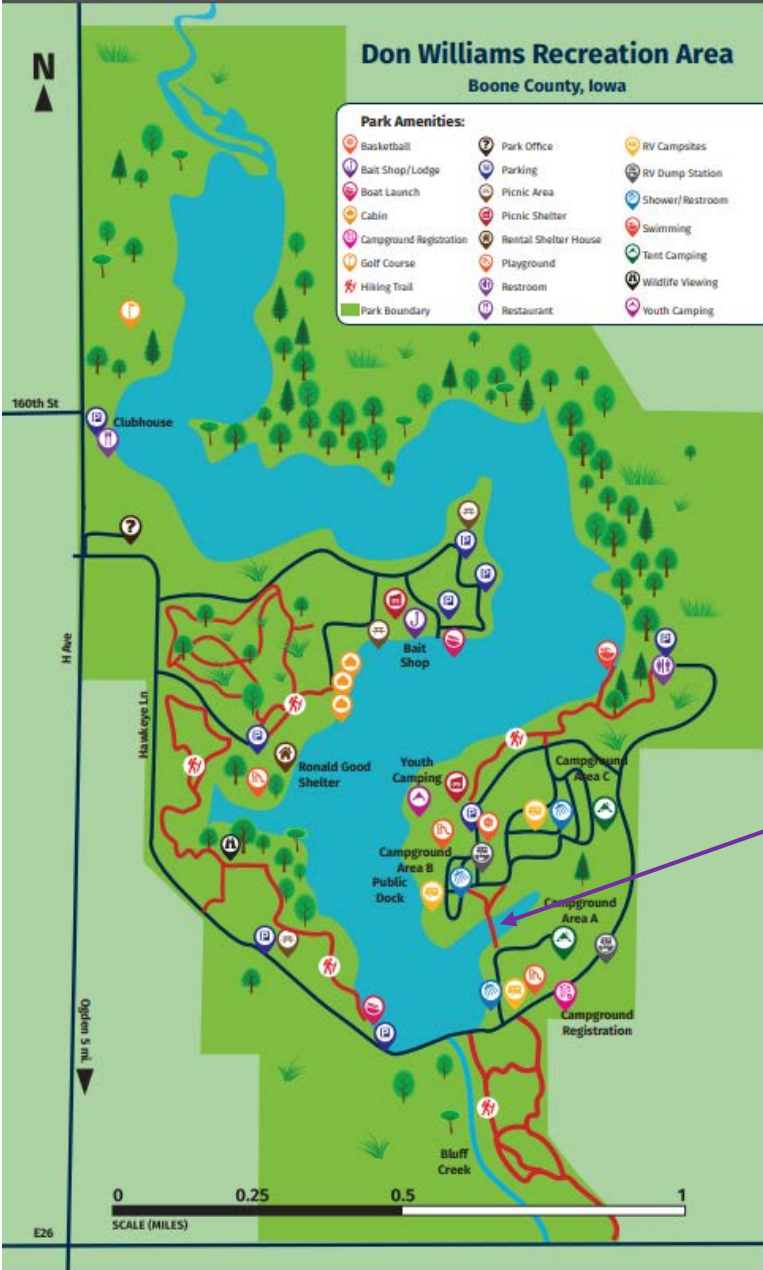 Don Williams Recreation Area
Boone County, Iowa
N
Park Amenities:
Basketball
Bait Shop/Lodge
Boat Launch
Cabin
Campground Registration
Golf Course
Hiking Trail
Park Boundary
? Park Office
Parking
Picnic Area
Picnic Shelter
Rental Shelter House
Playground
Restroom
Restaurant
RV Campsites
RV Dump Station
Shower/Restroom
Swimming
Tent Camping
Wildlife Viewing
Youth Camping
160th St
P
Clubhouse
?
P
P
P
H Ave
Hawkeye Ln
Bait
Shop
P
P
Ronald Good
Shelter
Youth
Camping
Campground
Area C
P
Campground
Area B
Public
Dock
Campground
Area A
P
P
Campground
Registration
Ogden 5 mi.
Bluff
Creek
0 0.25 0.5 1
SCALE (MILES)
E26